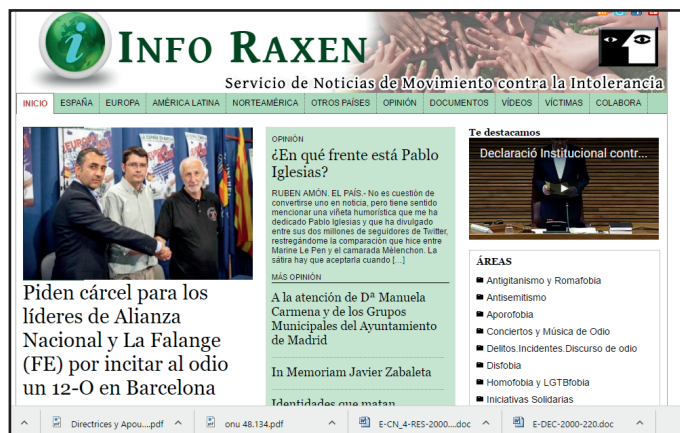 INFO RAXEN
Servicio de Noticias de Movimiento contra la Intolerancia
INICIO ESPAÑA EUROPA AMÉRICA LATINA NORTEAMÉRICA OTROS PAÍSES OPINIÓN DOCUMENTOS VÍDEOS VÍCTIMAS COLABORA
Piden cárcel para los
líderes de Alianza
Nacional y La Falange
(FE) por incitar al odio
un 12-O en Barcelona
OPINIÓN
¿En qué frente está Pablo
Iglesias?
RUBEN AMÓN. EL PAÍS.- No es cuestión de
convertirse uno en noticia, pero tiene sentido
mencionar una viñeta humorística que me ha
dedicado Pablo Iglesias y que ha divulgado
entre sus dos millones de seguidores de Twitter,
restregándome la comparación que hice entre
Marine Le Pen y el camarada Mélenchon. La
sátira hay que aceptarla cuando [...]
MÁS OPINIÓN
A la atención de Dª Manuela
Carmena y de los Grupos
Municipales del Ayuntamiento
de Madrid
In Memoriam Javier Zabaleta
Identidades que matan
Te destacamos
Declaració Institucional contr...
ÁREAS
Antigitanismo y Romafobia
Antisemitismo
Aporofobia
Conciertos y Música de Odio
Delitos.Incidentes.Discurso de odio
Disfobia
Homofobia y LGTBfobia
Iniciativas Solidarias
Directrices y Apou....pdf onu 48.134.pdf E-CN_4-RES-2000....doc E-DEC-2000-220.doc